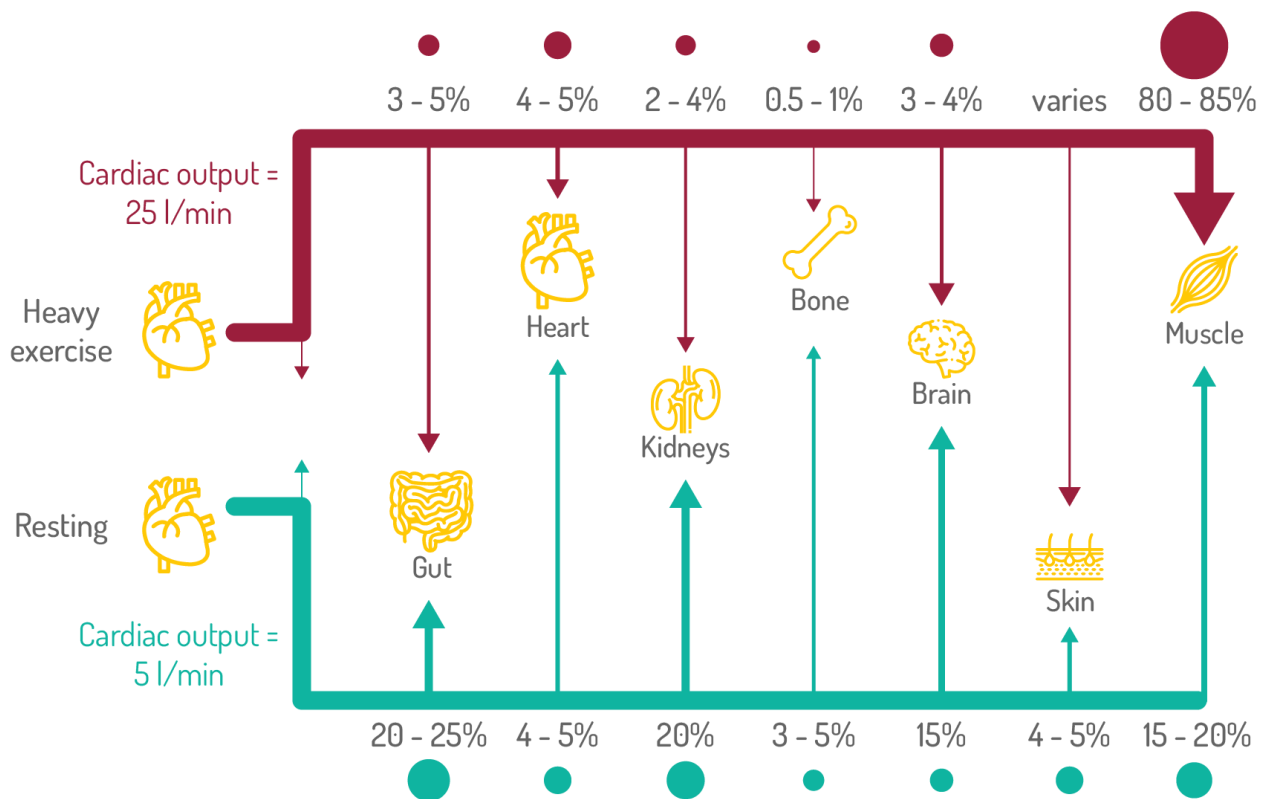 3 - 5% 4 - 5% 2 - 4% 0.5 - 1% 3 - 4% varies 80 - 85%
Cardiac output =
25 l/min
Heavy
exercise
Heart
Bone
Muscle
Brain
Kidneys
Resting
Gut
Skin
Cardiac output =
5 l/min
20 - 25% 4 - 5% 20% 3 - 5% 15% 4 - 5% 15 - 20%